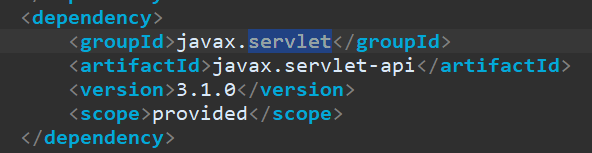 <dependency>
<groupId>javax.servlet</groupId>
<artifactId>javax.servlet-api</artifactId>
<version>3.1.0</version>
<scope>provided</scope>
</dependency>